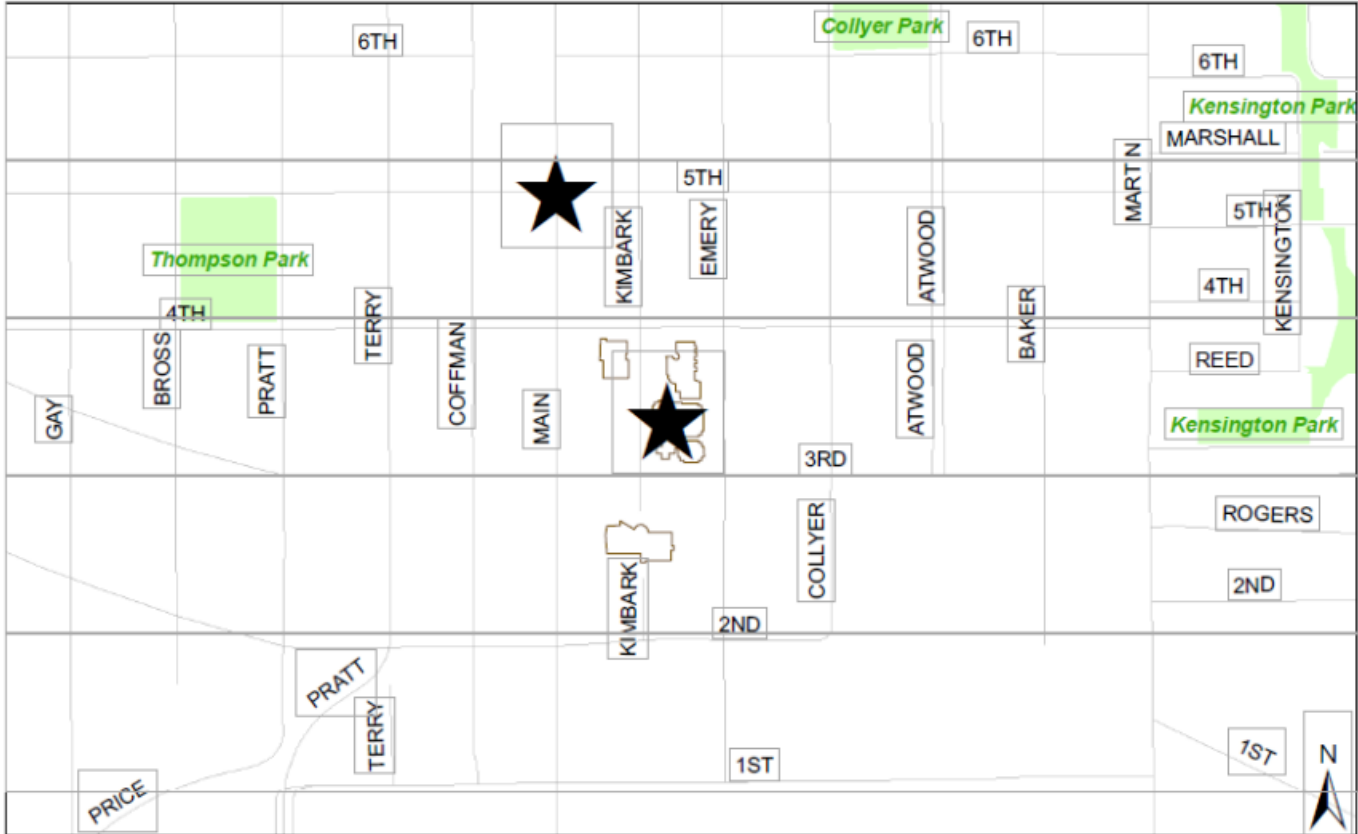 Collyer Park
6TH
6TH
6TH
Kensington Park
MARSHALL
MARTIN
5TH
5TH
KENSINGTON
KIMBARK
EMERY
ATWOOD
Thompson Park
4TH
4TH
TERRY
BAKER
BROSS
PRATT
COFFMAN
ATWOOD
REED
GAY
MAIN
Kensington Park
3RD
ROGERS
COLLYER
KIMBARK
2ND
2ND
PRATT
TERRY
1ST
1ST
N
PRICE